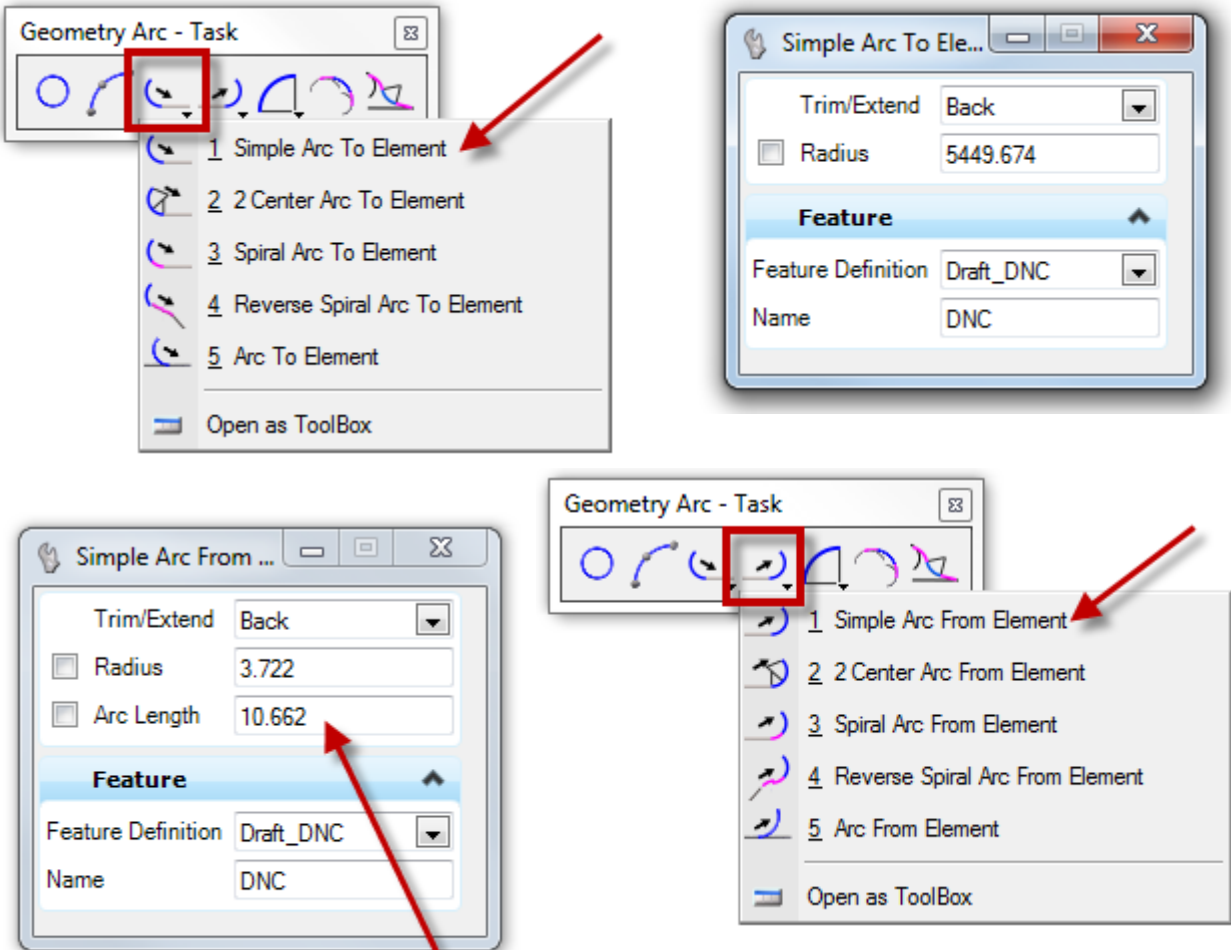 Geometry Arc - Task
1 Simple Arc To Element
2 2 Center Arc To Element
3 Spiral Arc To Element
4 Reverse Spiral Arc To Element
5 Arc To Element
Open as ToolBox
Simple Arc To Ele...
Trim/Extend Back
Radius 5449.674
Feature
Feature Definition Draft_DNC
Name DNC
Simple Arc From ...
Trim/Extend Back
Radius 3.722
Arc Length 10.662
Feature
Feature Definition Draft_DNC
Name DNC
Geometry Arc - Task
1 Simple Arc From Element
2 2 Center Arc From Element
3 Spiral Arc From Element
4 Reverse Spiral Arc From Element
5 Arc From Element
Open as ToolBox